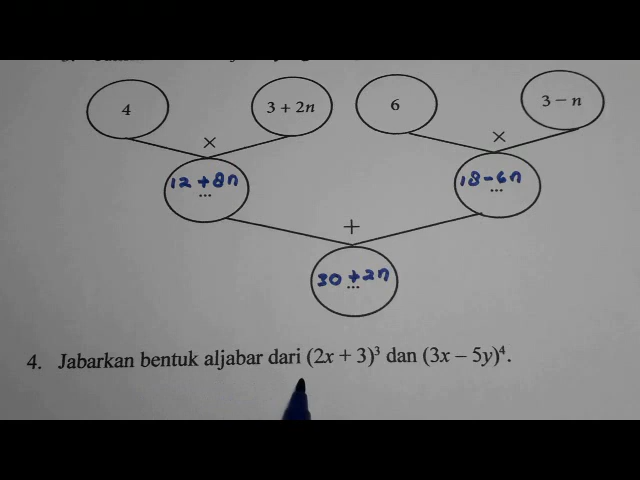 4 3 + 2n 6 3 − n
× ×
12 + 8n 18 - 6n
... ...
+
30 + 2n
...
4. Jabarkan bentuk aljabar dari (2x + 3)³ dan (3x − 5y)⁴.